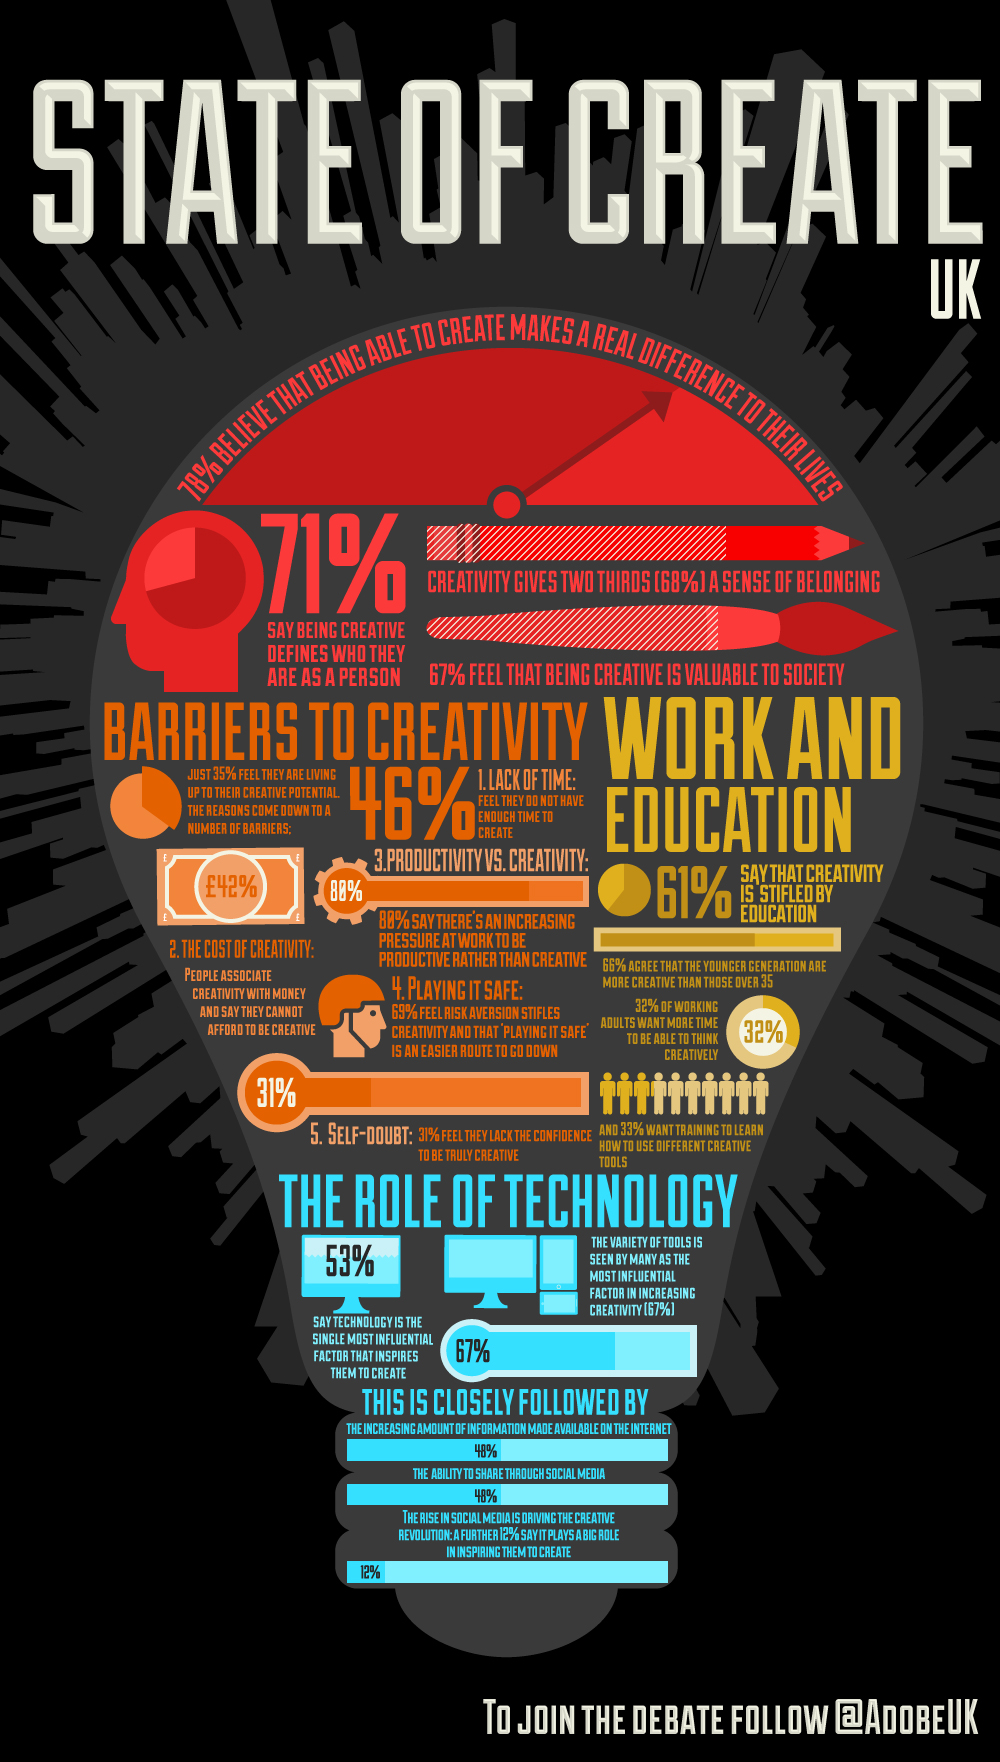 STATE OF CREATE
UK
78% BELIEVE THAT BEING ABLE TO CREATE MAKES A REAL DIFFERENCE TO THEIR LIVES
71%
SAY BEING CREATIVE
DEFINES WHO THEY
ARE AS A PERSON
CREATIVITY GIVES TWO THIRDS (68%) A SENSE OF BELONGING
67% FEEL THAT BEING CREATIVE IS VALUABLE TO SOCIETY
BARRIERS TO CREATIVITY
JUST 35% FEEL THEY ARE LIVING
UP TO THEIR CREATIVE POTENTIAL.
THE REASONS COME DOWN TO A
NUMBER OF BARRIERS:
46%
1. LACK OF TIME:
FEEL THEY DO NOT HAVE
ENOUGH TIME TO
CREATE
£ £
£42%
£ £
2. THE COST OF CREATIVITY:
PEOPLE ASSOCIATE
CREATIVITY WITH MONEY
AND SAY THEY CANNOT
AFFORD TO BE CREATIVE
3.PRODUCTIVITY VS. CREATIVITY:
80%
80% SAY THERE'S AN INCREASING
PRESSURE AT WORK TO BE
PRODUCTIVE RATHER THAN CREATIVE
4. PLAYING IT SAFE:
69% FEEL RISK AVERSION STIFLES
CREATIVITY AND THAT 'PLAYING IT SAFE'
IS AN EASIER ROUTE TO GO DOWN
31%
5. SELF-DOUBT: 31% FEEL THEY LACK THE CONFIDENCE
TO BE TRULY CREATIVE
WORK AND
EDUCATION
61%
SAY THAT CREATIVITY
IS STIFLED BY
EDUCATION
66% AGREE THAT THE YOUNGER GENERATION ARE
MORE CREATIVE THAN THOSE OVER 35
32% OF WORKING
ADULTS WANT MORE TIME
TO BE ABLE TO THINK
CREATIVELY
32%
AND 33% WANT TRAINING TO LEARN
HOW TO USE DIFFERENT CREATIVE
TOOLS
THE ROLE OF TECHNOLOGY
53%
SAY TECHNOLOGY IS THE
SINGLE MOST INFLUENTIAL
FACTOR THAT INSPIRES
THEM TO CREATE
THE VARIETY OF TOOLS IS
SEEN BY MANY AS THE
MOST INFLUENTIAL
FACTOR IN INCREASING
CREATIVITY (67%)
67%
THIS IS CLOSELY FOLLOWED BY
THE INCREASING AMOUNT OF INFORMATION MADE AVAILABLE ON THE INTERNET
48%
THE ABILITY TO SHARE THROUGH SOCIAL MEDIA
48%
THE RISE IN SOCIAL MEDIA IS DRIVING THE CREATIVE
REVOLUTION: A FURTHER 12% SAY IT PLAYS A BIG ROLE
IN INSPIRING THEM TO CREATE
12%
TO JOIN THE DEBATE FOLLOW @ADOBEUK